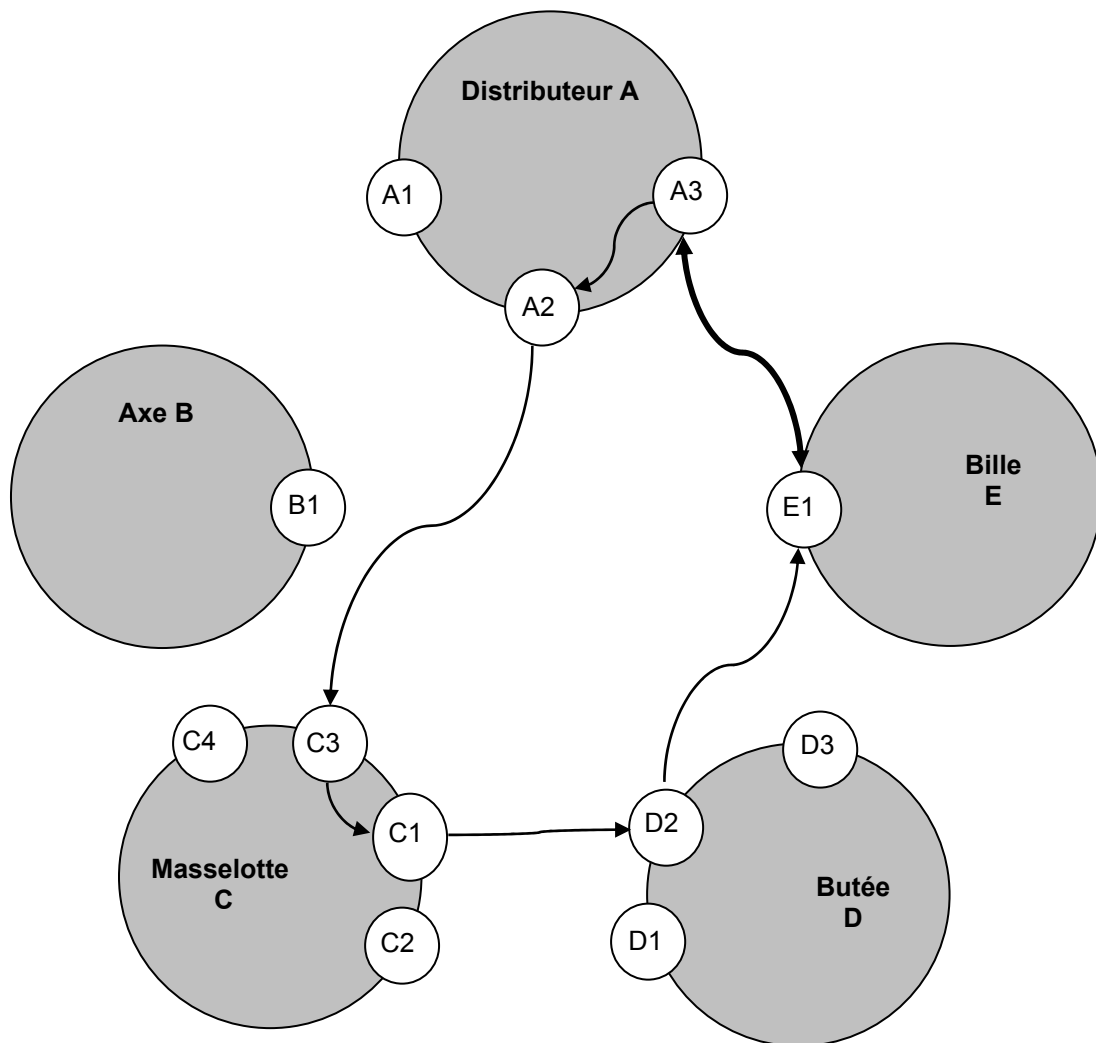 Distributeur A
A1
A3
A2
Axe B
B1
Bille
E
E1
C4
C3
D3
C1
D2
Masselotte
C
Butée
D
C2
D1